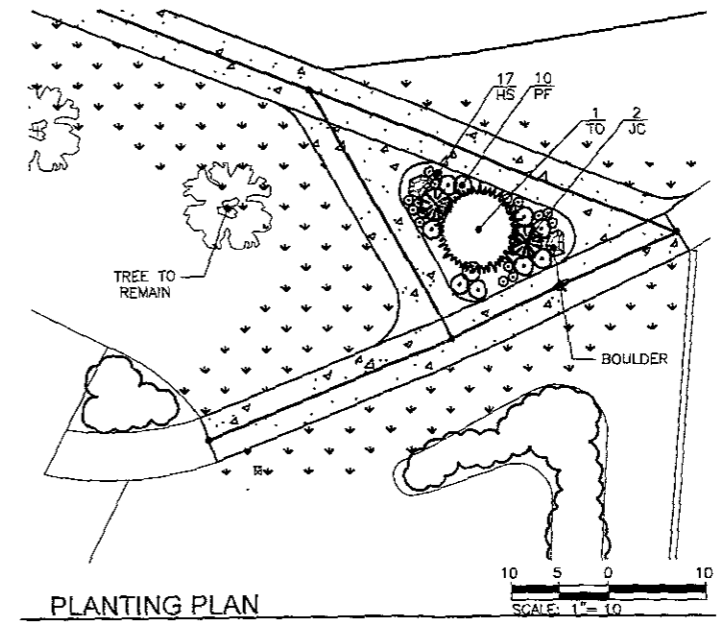 17
HS
10
PF
1
TO
2
JC
TREE TO
REMAIN
BOULDER
10 5 0 10
SCALE: 1"= 10
PLANTING PLAN